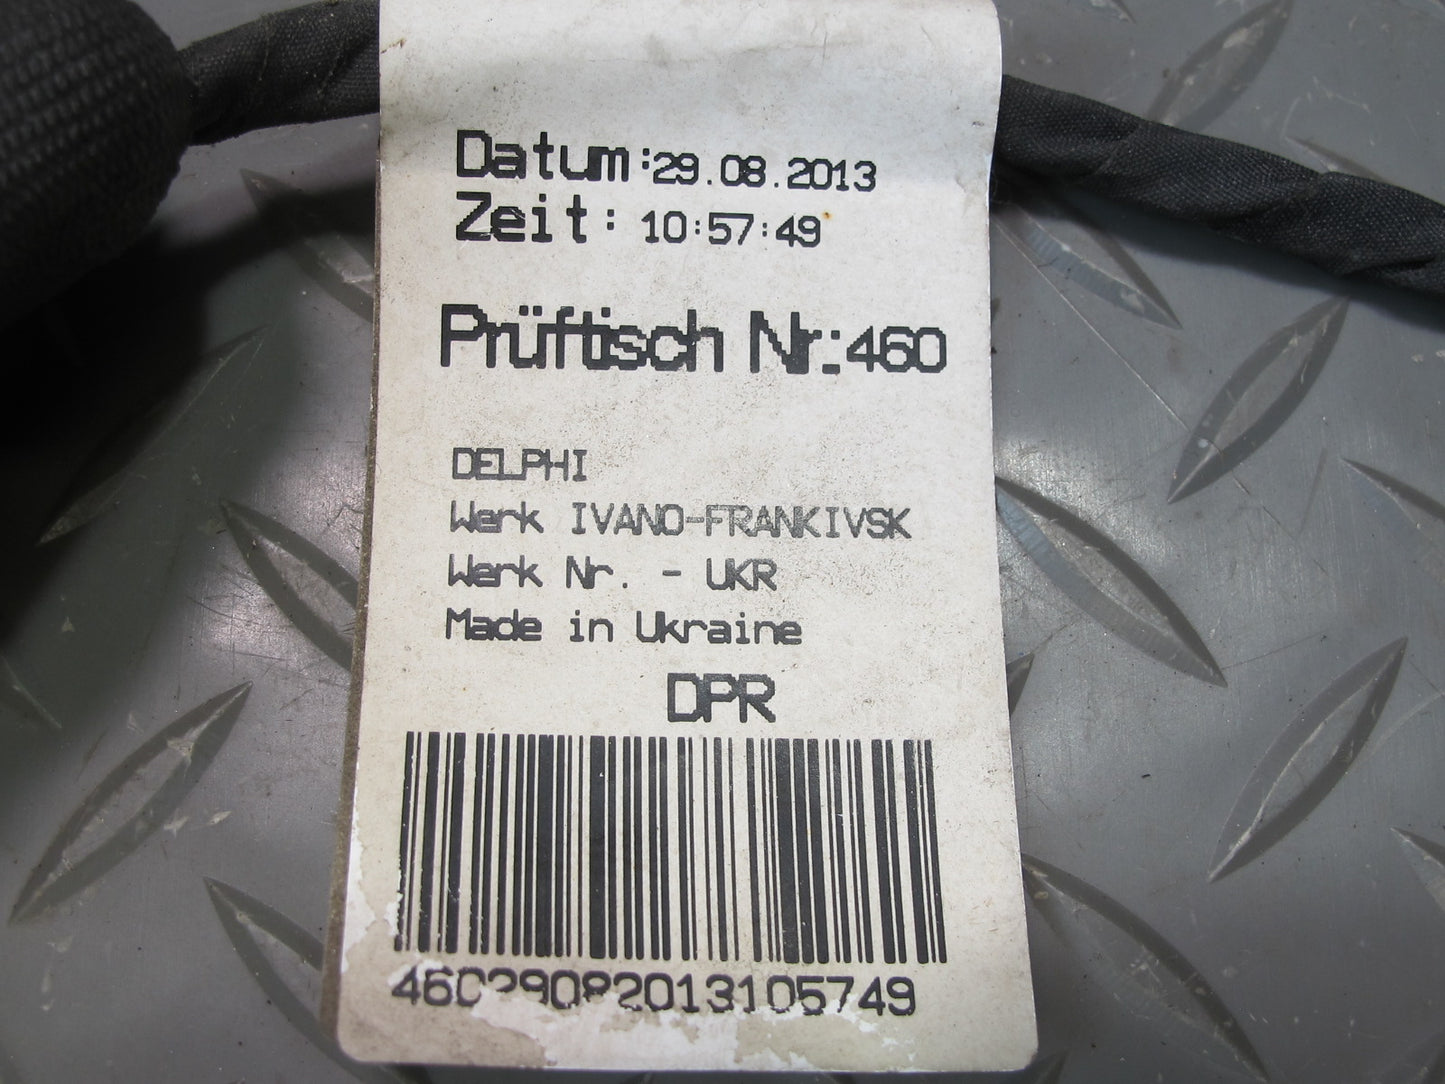 Datum:29.08.2013
Zeit: 10:57:49
Prüftisch Nr.:460
DELPHI
Werk IVANO-FRANKIVSK
Werk Nr. - UKR
Made in Ukraine
DPR
46029082013105749